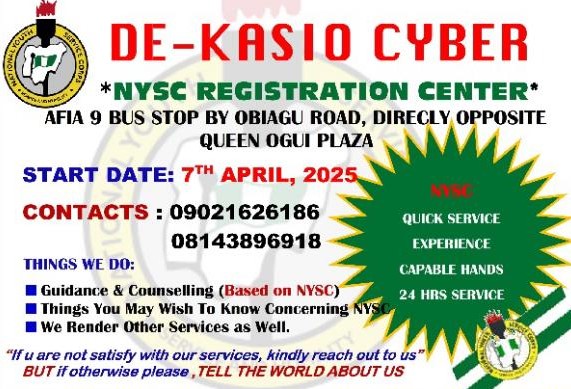 DE-KASIO CYBER
*NYSC REGISTRATION CENTER*
AFIA 9 BUS STOP BY OBIAGU ROAD, DIRECLY OPPOSITE
QUEEN OGUI PLAZA
START DATE: 7TH APRIL, 2025
CONTACTS : 09021626186
08143896918
THINGS WE DO:
Guidance & Counselling (Based on NYSC)
Things You May Wish To Know Concerning NYSC
We Render Other Services as Well.
"If u are not satisfy with our services, kindly reach out to us"
BUT if otherwise please ,TELL THE WORLD ABOUT US
NYSC
QUICK SERVICE
EXPERIENCE
CAPABLE HANDS
24 HRS SERVICE
NATIONAL YOUTH SERVICE CORPS